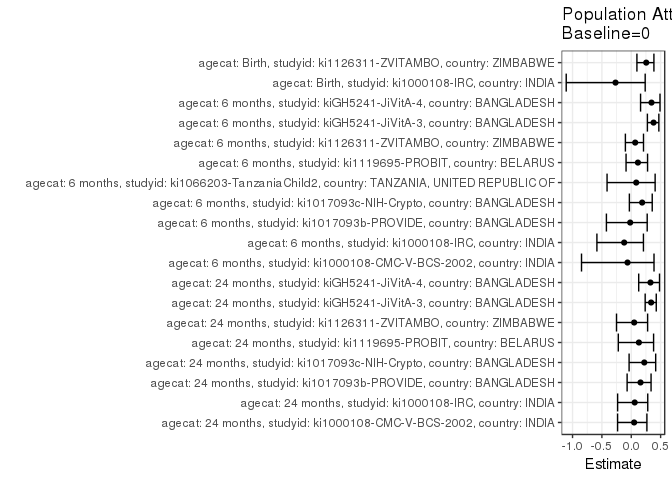 Population Att
Baseline=0
agecat: Birth, studyid: ki1126311-ZVITAMBO, country: ZIMBABWE
agecat: Birth, studyid: ki1000108-IRC, country: INDIA
agecat: 6 months, studyid: kiGH5241-JiVitA-4, country: BANGLADESH
agecat: 6 months, studyid: kiGH5241-JiVitA-3, country: BANGLADESH
agecat: 6 months, studyid: ki1126311-ZVITAMBO, country: ZIMBABWE
agecat: 6 months, studyid: ki1119695-PROBIT, country: BELARUS
agecat: 6 months, studyid: ki1066203-TanzaniaChild2, country: TANZANIA, UNITED REPUBLIC OF
agecat: 6 months, studyid: ki1017093c-NIH-Crypto, country: BANGLADESH
agecat: 6 months, studyid: ki1017093b-PROVIDE, country: BANGLADESH
agecat: 6 months, studyid: ki1000108-IRC, country: INDIA
agecat: 6 months, studyid: ki1000108-CMC-V-BCS-2002, country: INDIA
agecat: 24 months, studyid: kiGH5241-JiVitA-4, country: BANGLADESH
agecat: 24 months, studyid: kiGH5241-JiVitA-3, country: BANGLADESH
agecat: 24 months, studyid: ki1126311-ZVITAMBO, country: ZIMBABWE
agecat: 24 months, studyid: ki1119695-PROBIT, country: BELARUS
agecat: 24 months, studyid: ki1017093c-NIH-Crypto, country: BANGLADESH
agecat: 24 months, studyid: ki1017093b-PROVIDE, country: BANGLADESH
agecat: 24 months, studyid: ki1000108-IRC, country: INDIA
agecat: 24 months, studyid: ki1000108-CMC-V-BCS-2002, country: INDIA
-1.0 -0.5 0.0 0.5
Estimate